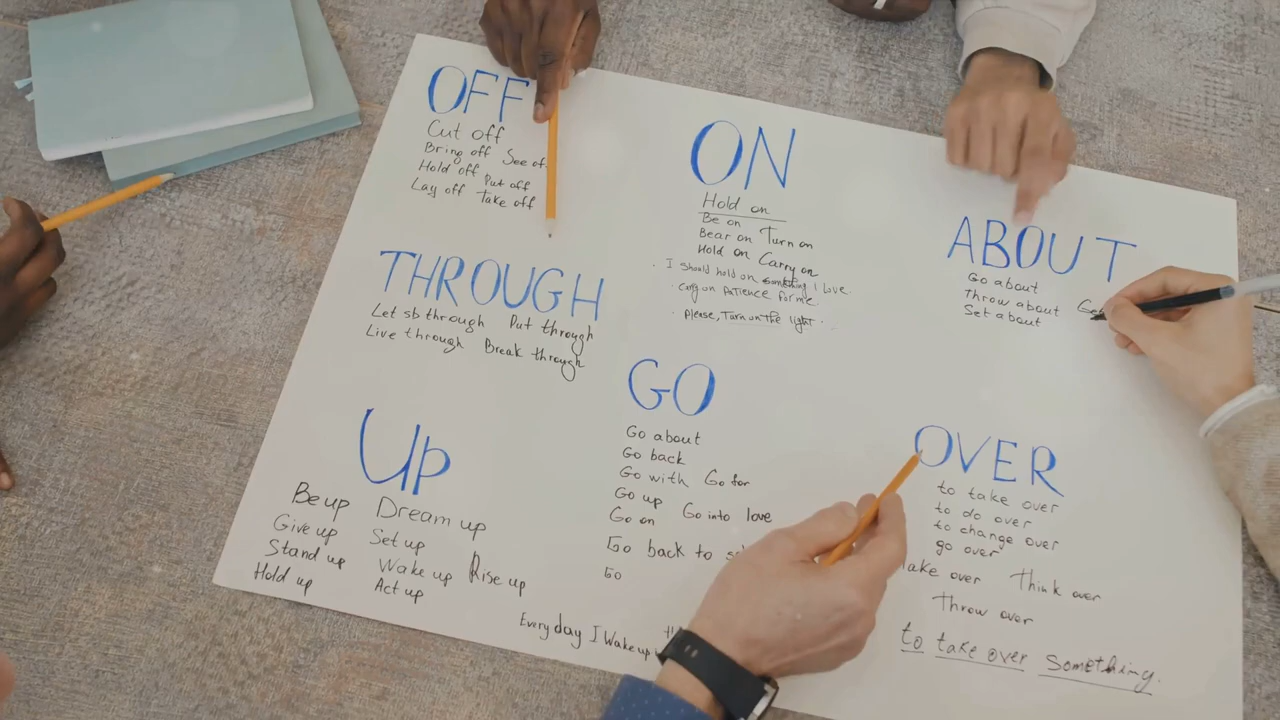 OFF
Cut off
Bring off See of
Hold off Put off
Lay off Take off
ON
Hold on
Be on
Bear on Turn on
Hold on Carry on
I should hold on something I love.
carry on patience for me.
Please, Turn on the light.
ABOUT
Go about
Throw about
Set about
THROUGH
Let sb through Put through
Live through Break through
GO
Go about
Go back
Go with Go for
Go up Go into love
Go on
Go back to
Go
UP
Be up Dream up
Give up Set up
Stand up Wake up Rise up
Hold up Act up
Every day I Wake up
OVER
to take over
to do over
to change over
go over
Take over Think over
Throw over
to take over something.